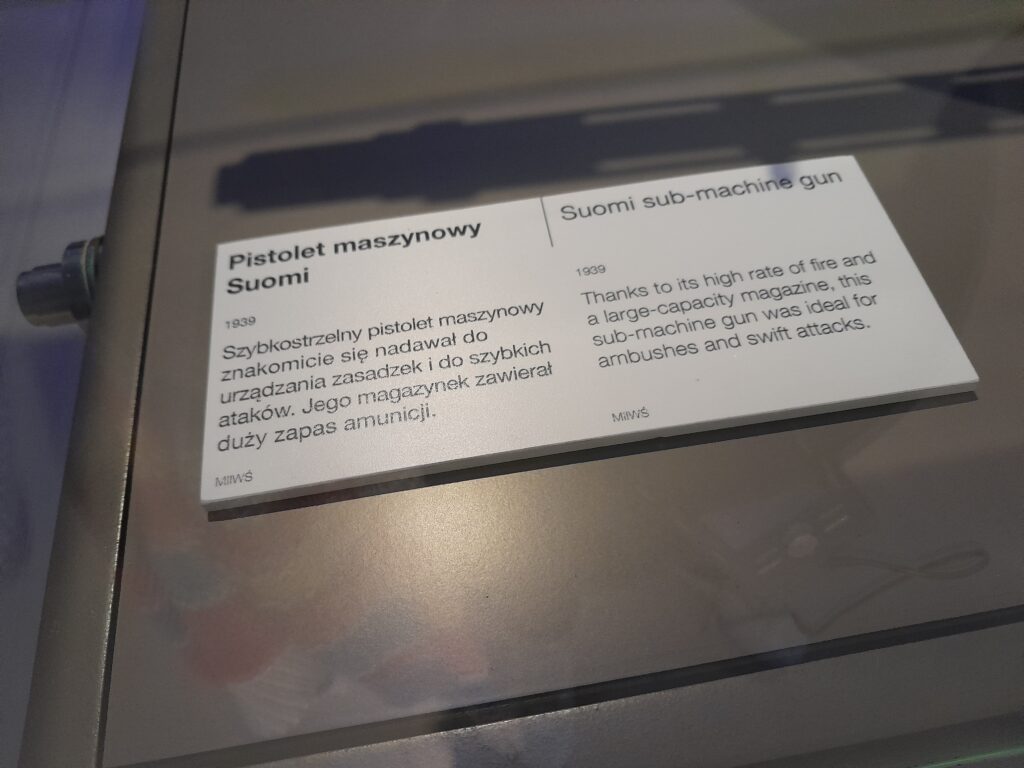 Pistolet maszynowy
Suomi
1939
Szybkostrzelny pistolet maszynowy
znakomicie się nadawał do
urządzania zasadzek i do szybkich
ataków. Jego magazynek zawierał
duży zapas amunicji.
MIIWŚ
Suomi sub-machine gun
1939
Thanks to its high rate of fire and
a large-capacity magazine, this
sub-machine gun was ideal for
ambushes and swift attacks.
MIIWŚ